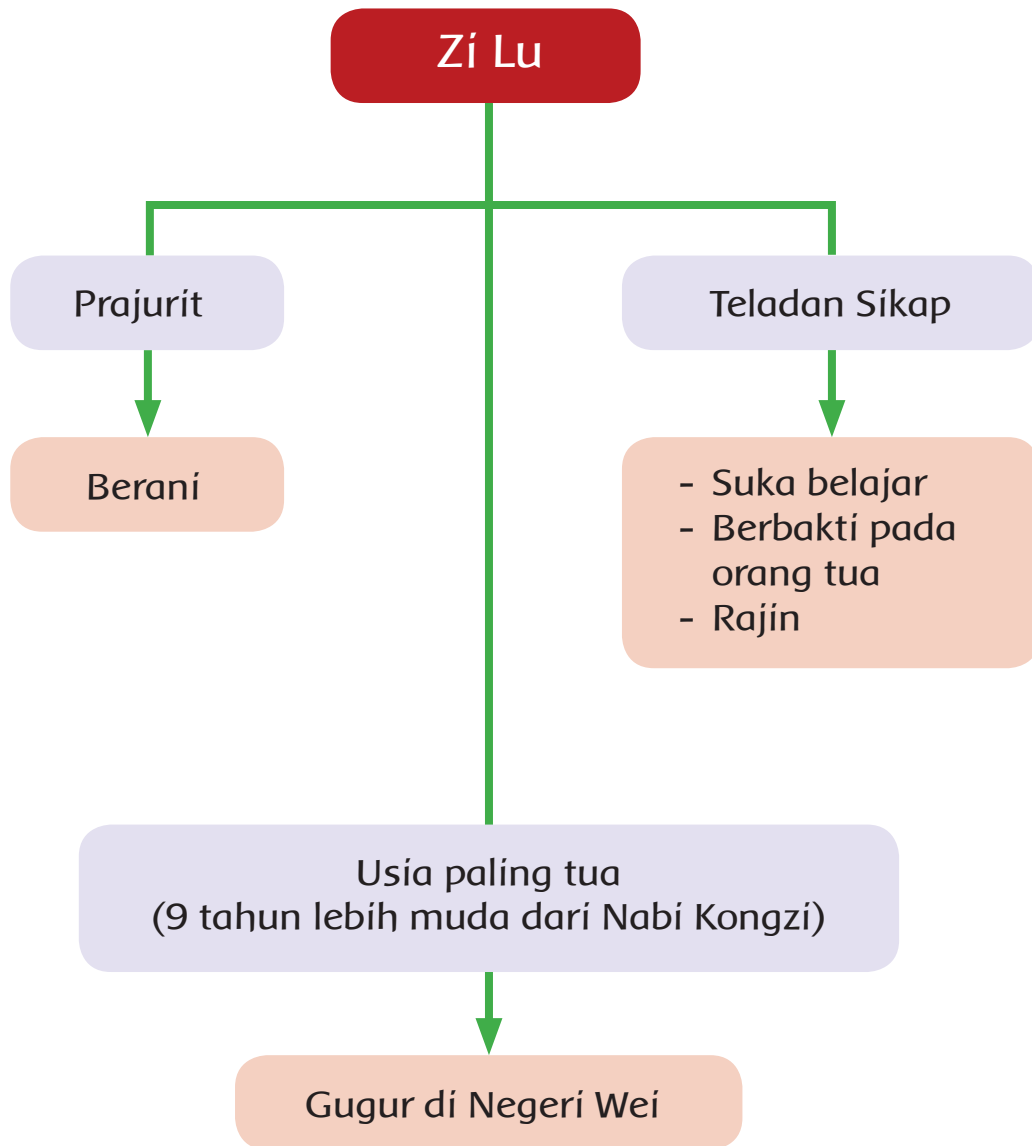 Zi Lu
Prajurit
Teladan Sikap
Berani
- Suka belajar
- Berbakti pada
orang tua
- Rajin
Usia paling tua
(9 tahun lebih muda dari Nabi Kongzi)
Gugur di Negeri Wei